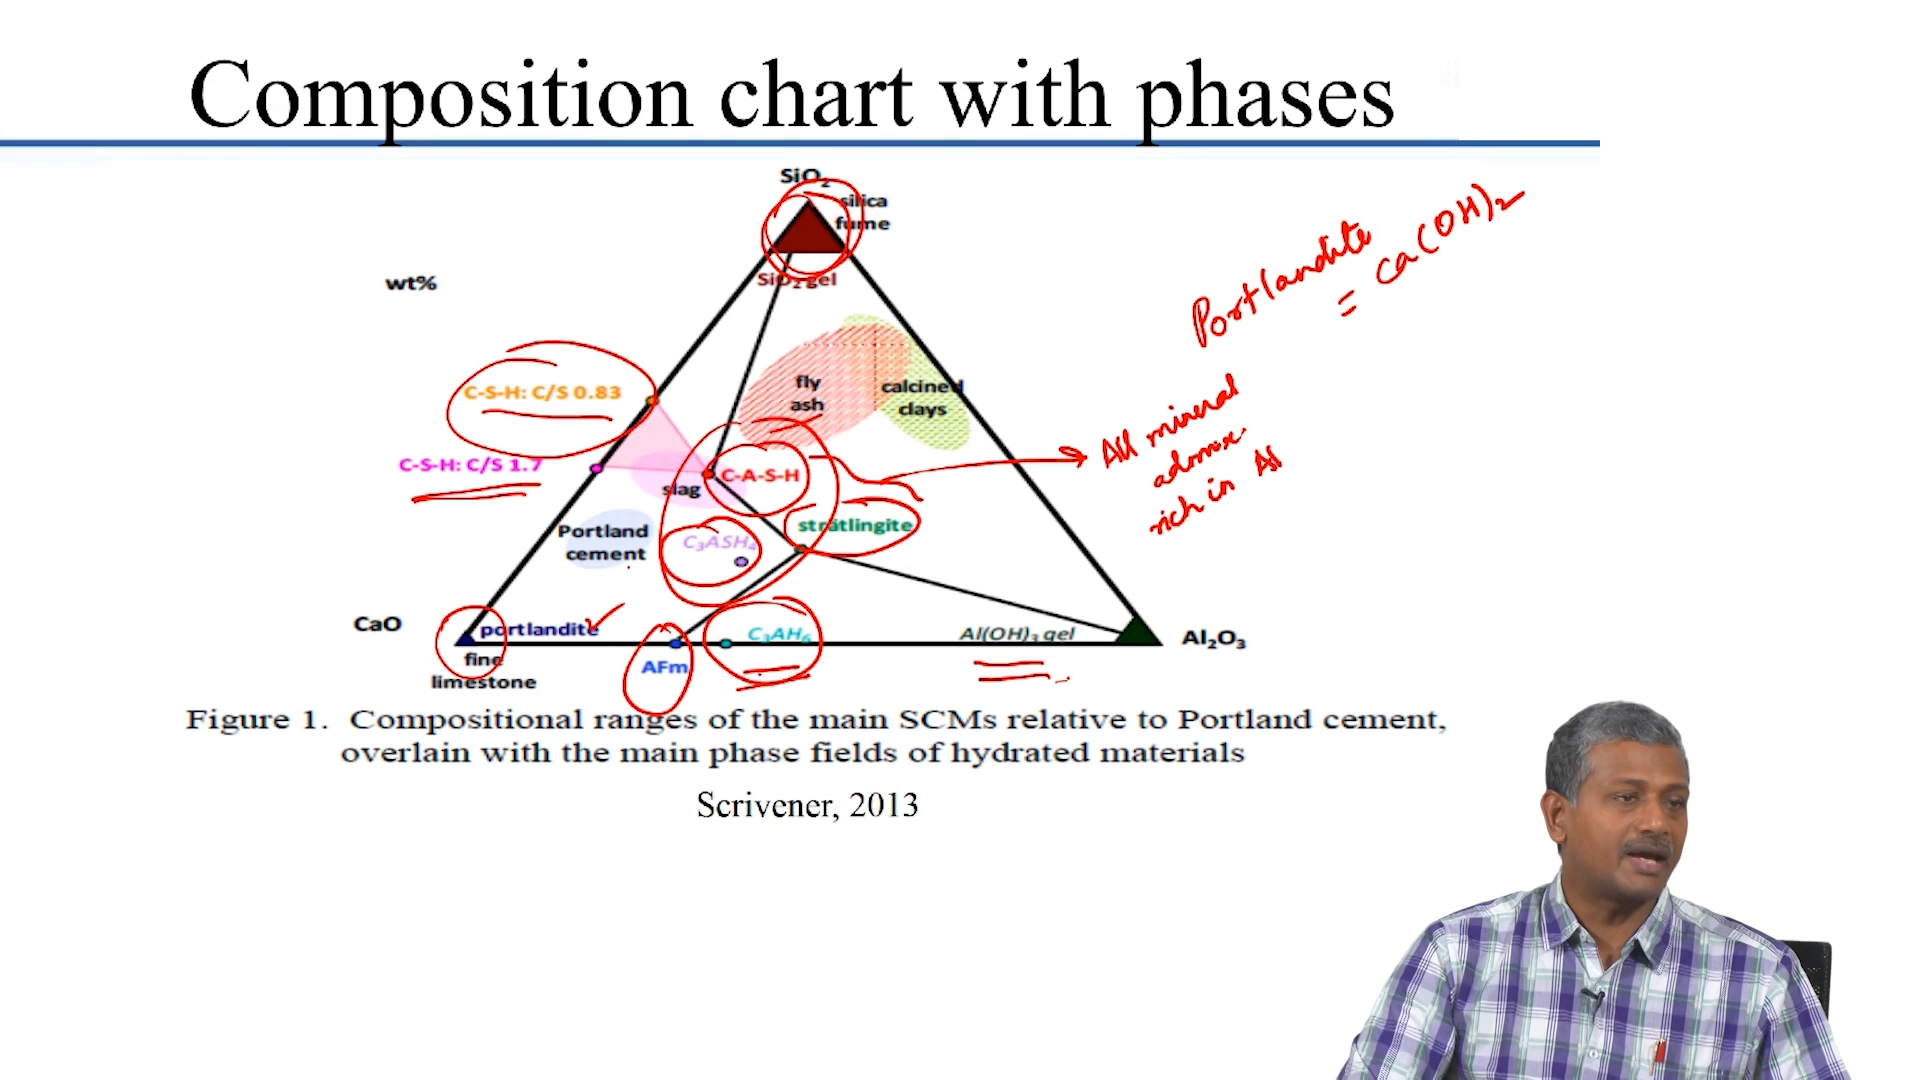 Composition chart with phases
SiO₂
silica
fume
SiO₂ gel
wt%
Portlandite
= Ca(OH)₂
fly
ash
calcined
clays
C-S-H: C/S 0.83
C-S-H: C/S 1.7
C-A-S-H
slag
All mineral
admix.
rich in Al
Portland
cement
C₃ASH₄
strätlingite
CaO
portlandite
C₃AH₆
Al(OH)₃ gel
Al₂O₃
fine
limestone
AFm
Figure 1. Compositional ranges of the main SCMs relative to Portland cement,
overlain with the main phase fields of hydrated materials
Scrivener, 2013